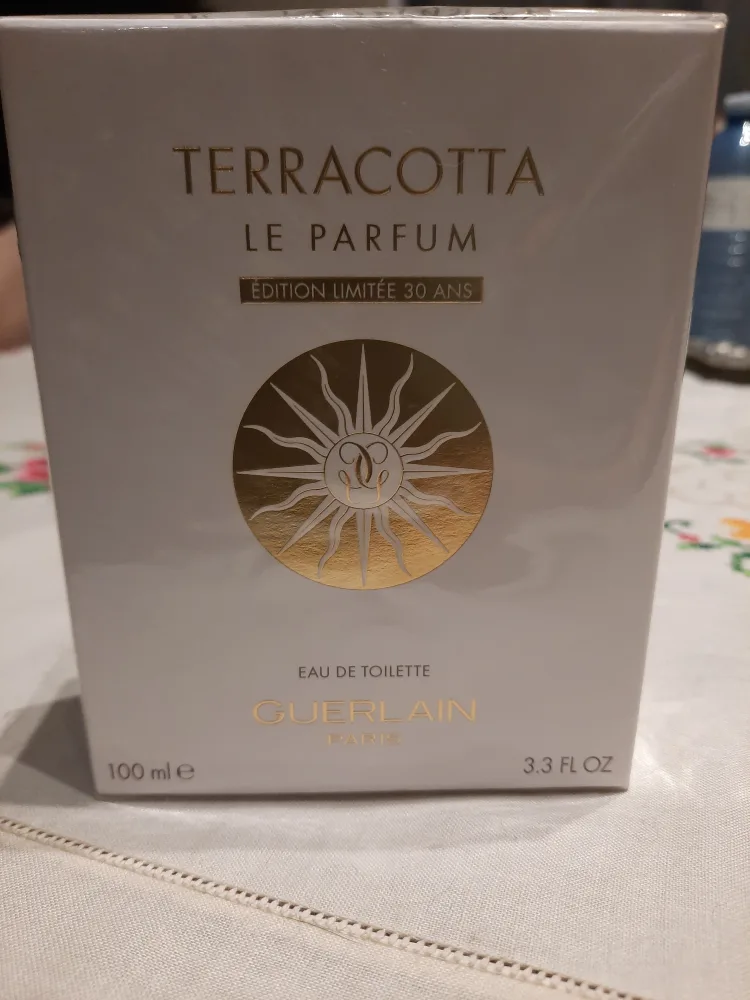 TERRACOTTA
LE PARFUM
ÉDITION LIMITÉE 30 ANS
EAU DE TOILETTE
GUERLAIN
PARIS
100 ml ℮
3.3 FL OZ